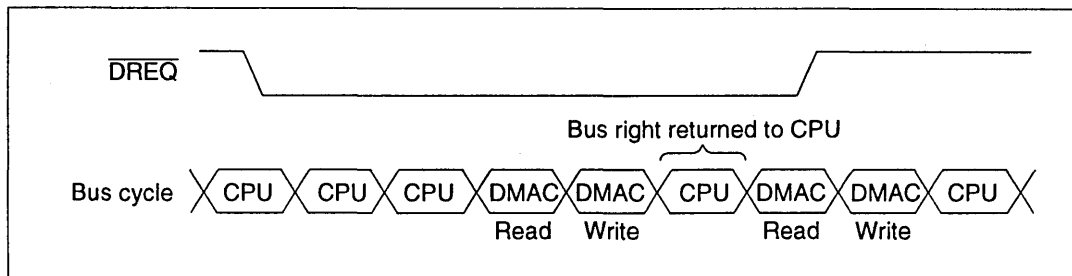 DREQ
Bus right returned to CPU
Bus cycle CPU CPU CPU DMAC DMAC CPU DMAC DMAC CPU
Read Write Read Write